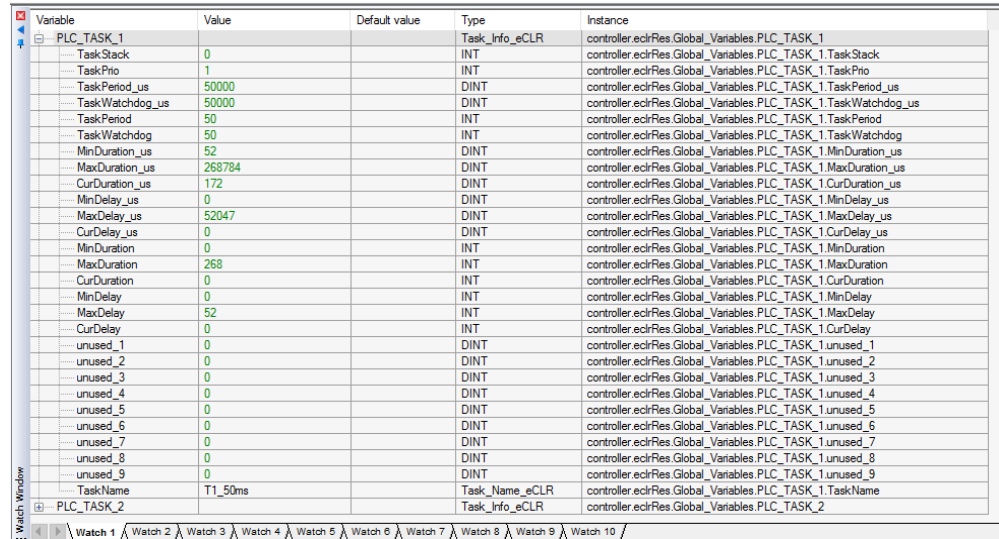 Variable Value Default value Type Instance
PLC_TASK_1 Task_Info_eCLR controller.eclrRes.Global_Variables.PLC_TASK_1
TaskStack 0 INT controller.eclrRes.Global_Variables.PLC_TASK_1.TaskStack
TaskPrio 1 INT controller.eclrRes.Global_Variables.PLC_TASK_1.TaskPrio
TaskPeriod_us 50000 DINT controller.eclrRes.Global_Variables.PLC_TASK_1.TaskPeriod_us
TaskWatchdog_us 50000 DINT controller.eclrRes.Global_Variables.PLC_TASK_1.TaskWatchdog_us
TaskPeriod 50 INT controller.eclrRes.Global_Variables.PLC_TASK_1.TaskPeriod
TaskWatchdog 50 INT controller.eclrRes.Global_Variables.PLC_TASK_1.TaskWatchdog
MinDuration_us 52 DINT controller.eclrRes.Global_Variables.PLC_TASK_1.MinDuration_us
MaxDuration_us 268784 DINT controller.eclrRes.Global_Variables.PLC_TASK_1.MaxDuration_us
CurDuration_us 172 DINT controller.eclrRes.Global_Variables.PLC_TASK_1.CurDuration_us
MinDelay_us 0 DINT controller.eclrRes.Global_Variables.PLC_TASK_1.MinDelay_us
MaxDelay_us 52047 DINT controller.eclrRes.Global_Variables.PLC_TASK_1.MaxDelay_us
CurDelay_us 0 DINT controller.eclrRes.Global_Variables.PLC_TASK_1.CurDelay_us
MinDuration 0 INT controller.eclrRes.Global_Variables.PLC_TASK_1.MinDuration
MaxDuration 268 INT controller.eclrRes.Global_Variables.PLC_TASK_1.MaxDuration
CurDuration 0 INT controller.eclrRes.Global_Variables.PLC_TASK_1.CurDuration
MinDelay 0 INT controller.eclrRes.Global_Variables.PLC_TASK_1.MinDelay
MaxDelay 52 INT controller.eclrRes.Global_Variables.PLC_TASK_1.MaxDelay
CurDelay 0 INT controller.eclrRes.Global_Variables.PLC_TASK_1.CurDelay
unused_1 0 DINT controller.eclrRes.Global_Variables.PLC_TASK_1.unused_1
unused_2 0 DINT controller.eclrRes.Global_Variables.PLC_TASK_1.unused_2
unused_3 0 DINT controller.eclrRes.Global_Variables.PLC_TASK_1.unused_3
unused_4 0 DINT controller.eclrRes.Global_Variables.PLC_TASK_1.unused_4
unused_5 0 DINT controller.eclrRes.Global_Variables.PLC_TASK_1.unused_5
unused_6 0 DINT controller.eclrRes.Global_Variables.PLC_TASK_1.unused_6
unused_7 0 DINT controller.eclrRes.Global_Variables.PLC_TASK_1.unused_7
unused_8 0 DINT controller.eclrRes.Global_Variables.PLC_TASK_1.unused_8
unused_9 0 DINT controller.eclrRes.Global_Variables.PLC_TASK_1.unused_9
TaskName T1_50ms Task_Name_eCLR controller.eclrRes.Global_Variables.PLC_TASK_1.TaskName
PLC_TASK_2 Task_Info_eCLR controller.eclrRes.Global_Variables.PLC_TASK_2
Watch Window
Watch 1 Watch 2 Watch 3 Watch 4 Watch 5 Watch 6 Watch 7 Watch 8 Watch 9 Watch 10